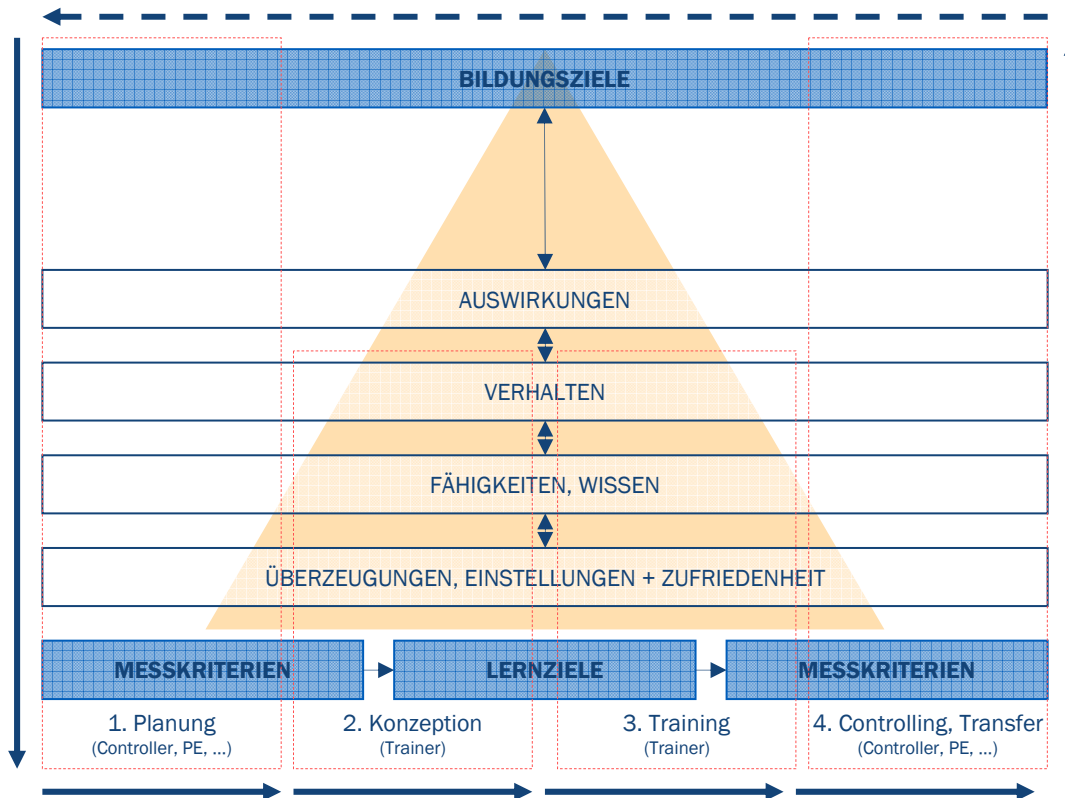 BILDUNGSZIELE
AUSWIRKUNGEN
VERHALTEN
FÄHIGKEITEN, WISSEN
ÜBERZEUGUNGEN, EINSTELLUNGEN + ZUFRIEDENHEIT
MESSKRITERIEN
LERNZIELE
MESSKRITERIEN
1. Planung
(Controller, PE, ...)
2. Konzeption
(Trainer)
3. Training
(Trainer)
4. Controlling, Transfer
(Controller, PE, ...)